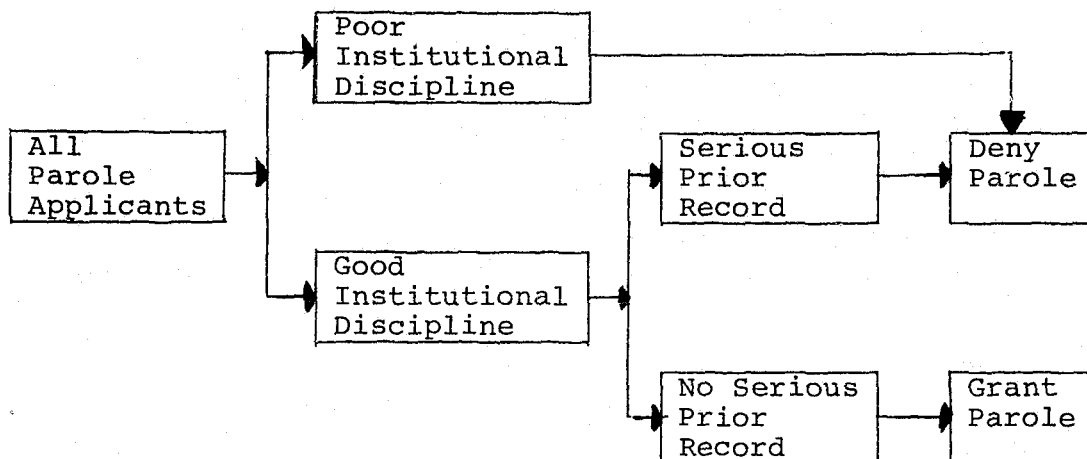 Poor
Institutional
Discipline
All
Parole
Applicants
Serious
Prior
Record
Deny
Parole
Good
Institutional
Discipline
No Serious
Prior
Record
Grant
Parole